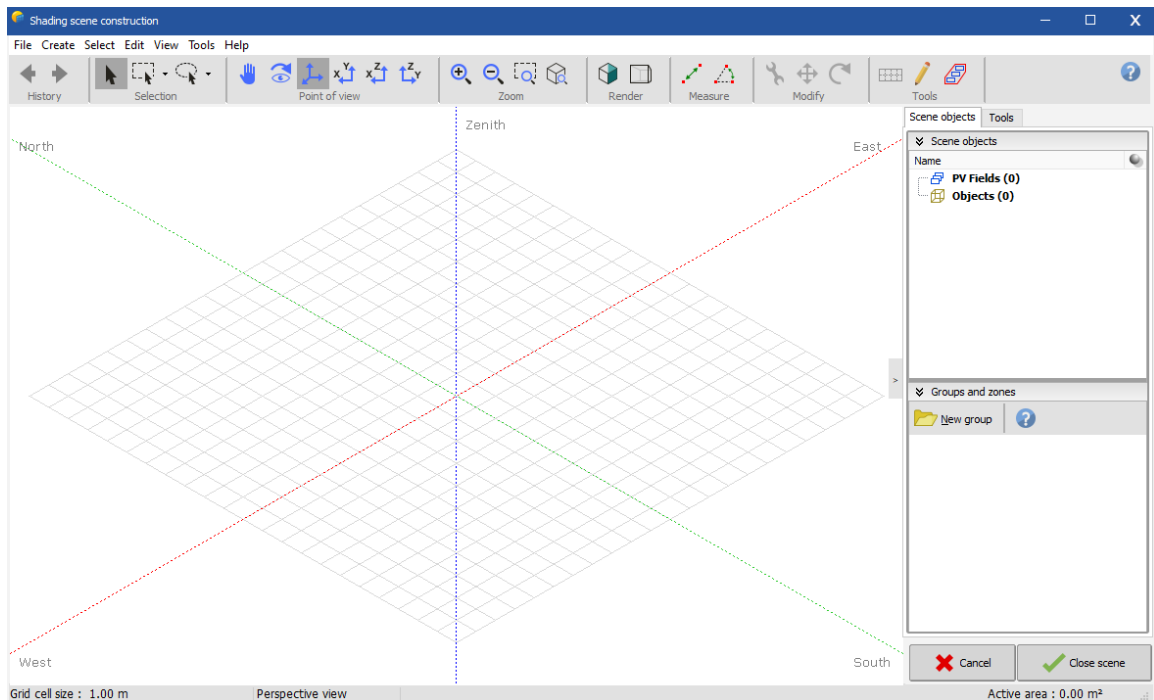 Shading scene construction
File Create Select Edit View Tools Help
History Selection Point of view Zoom Render Measure Modify Tools
Scene objects Tools
Scene objects
Name
PV Fields (0)
Objects (0)
Zenith
North
East
>
Groups and zones
New group
West
South
Cancel Close scene
Grid cell size : 1.00 m Perspective view Active area : 0.00 m²